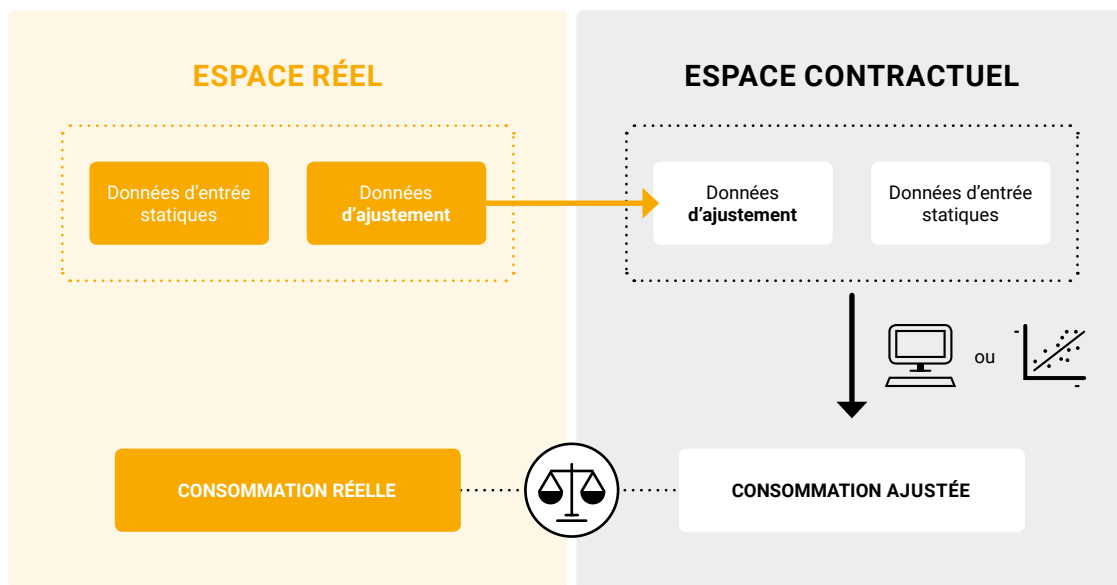 ESPACE RÉEL
ESPACE CONTRACTUEL
Données d'entrée
statiques
Données
d'ajustement
Données
d'ajustement
Données d'entrée
statiques
ou
CONSOMMATION RÉELLE
CONSOMMATION AJUSTÉE